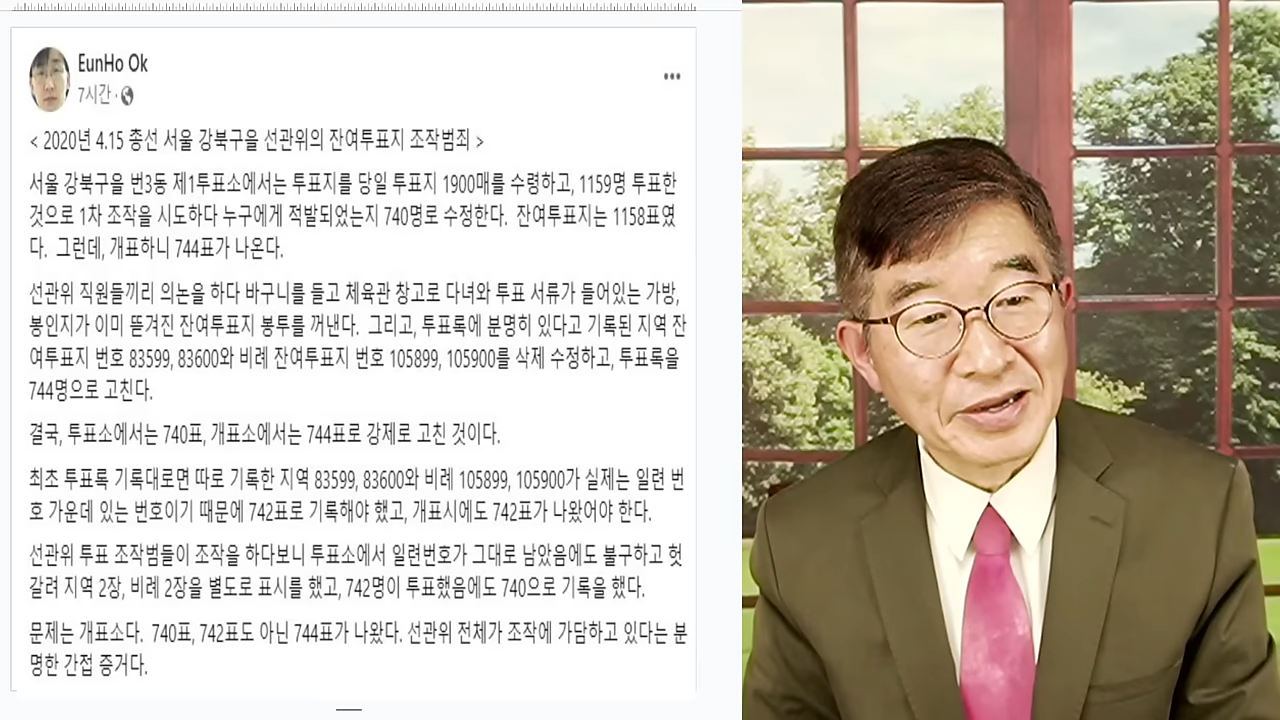 EunHo Ok
7시간 ·
< 2020년 4.15 총선 서울 강북구을 선관위의 잔여투표지 조작범죄 >
서울 강북구을 번3동 제1투표소에서는 투표지를 당일 투표지 1900매를 수령하고, 1159명 투표한
것으로 1차 조작을 시도하다 누구에게 적발되었는지 740명로 수정한다. 잔여투표지는 1158표였
다. 그런데, 개표하니 744표가 나온다.
선관위 직원들끼리 의논을 하다 바구니를 들고 체육관 창고로 다녀와 투표 서류가 들어있는 가방,
봉인지가 이미 뜯겨진 잔여투표지 봉투를 꺼낸다. 그리고, 투표록에 분명히 있다고 기록된 지역 잔
여투표지 번호 83599, 83600와 비례 잔여투표지 번호 105899, 105900를 삭제 수정하고, 투표록을
744명으로 고친다.
결국, 투표소에서는 740표, 개표소에서는 744표로 강제로 고친 것이다.
최초 투표록 기록대로면 따로 기록한 지역 83599, 83600와 비례 105899, 105900가 실제는 일련 번
호 가운데 있는 번호이기 때문에 742표로 기록해야 했고, 개표시에도 742표가 나왔어야 한다.
선관위 투표 조작범들이 조작을 하다보니 투표소에서 일련번호가 그대로 남았음에도 불구하고 헛
갈려 지역 2장, 비례 2장을 별도로 표시를 했고, 742명이 투표했음에도 740으로 기록을 했다.
문제는 개표소다. 740표, 742표도 아닌 744표가 나왔다. 선관위 전체가 조작에 가담하고 있다는 분
명한 간접 증거다.